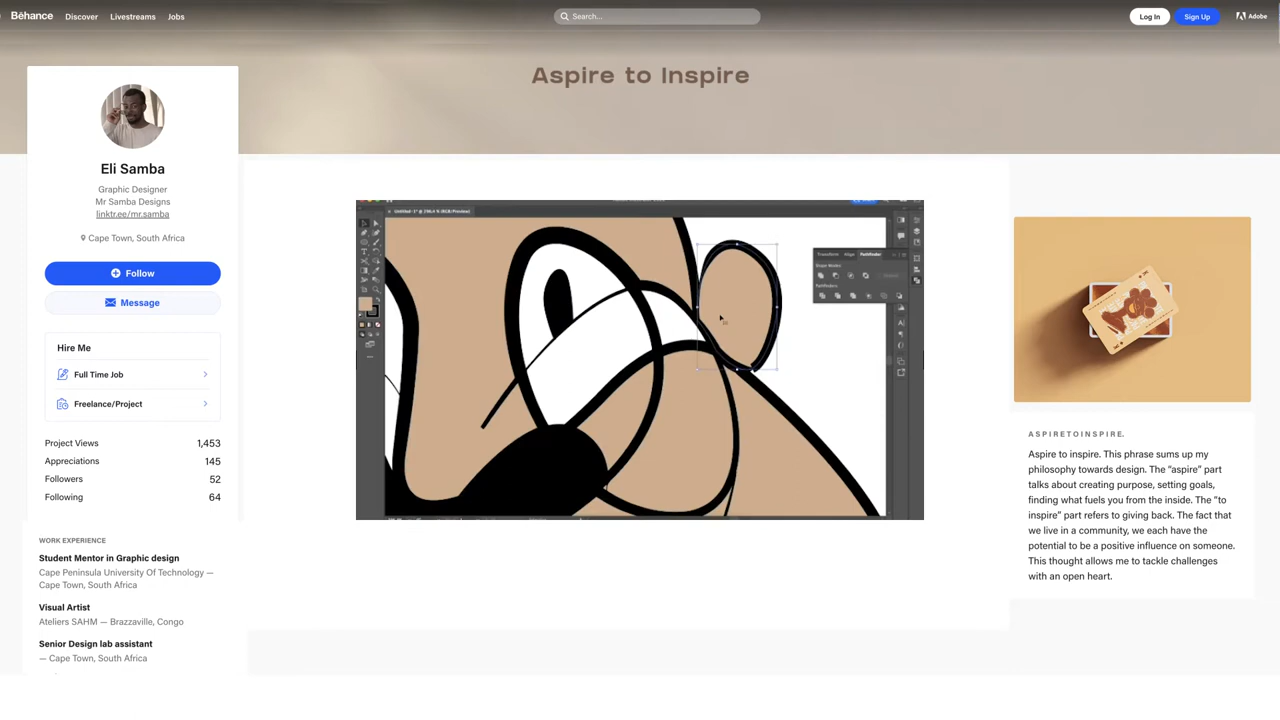 Bēhance
Discover
Livestreams
Jobs
Search...
Log In
Sign Up
Adobe
Aspire to Inspire
Eli Samba
Graphic Designer
Mr Samba Designs
linktr.ee/mr.samba
Cape Town, South Africa
Follow
Message
Hire Me
Full Time Job
Freelance/Project
Project Views 1,453
Appreciations 145
Followers 52
Following 64
WORK EXPERIENCE
Student Mentor in Graphic design
Cape Peninsula University Of Technology —
Cape Town, South Africa
Visual Artist
Ateliers SAHM — Brazzaville, Congo
Senior Design lab assistant
— Cape Town, South Africa
Transform Align Pathfinder
Shape Modes:
Pathfinders:
ASPIRETOINSPIRE.
Aspire to inspire. This phrase sums up my
philosophy towards design. The “aspire” part
talks about creating purpose, setting goals,
finding what fuels you from the inside. The "to
inspire” part refers to giving back. The fact that
we live in a community, we each have the
potential to be a positive influence on someone.
This thought allows me to tackle challenges
with an open heart.